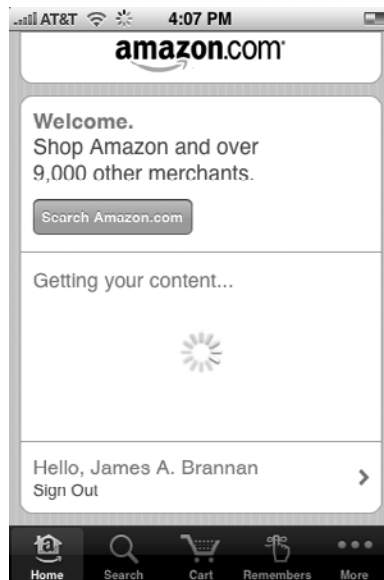 AT&T 4:07 PM
amazon.com
Welcome.
Shop Amazon and over
9,000 other merchants.
Search Amazon.com
Getting your content...
Hello, James A. Brannan
Sign Out
Home Search Cart Remembers More